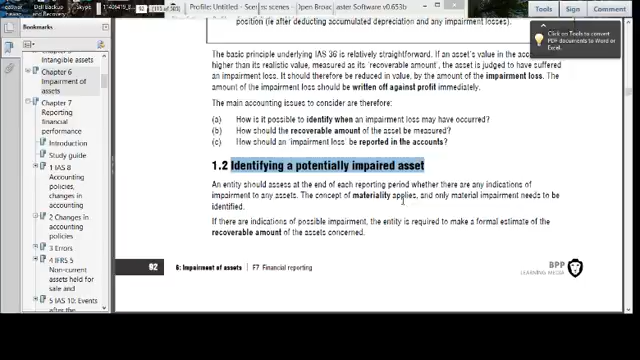 Profile: Untitled - Scen
r scenes
oadcaster Software v0.653b
Down
Skype
and Recovery
Tools
Sign
Comment
Click on Tools to convert
PDF documents to Word or
Excel.
Bookmarks
Intangible assets
Chapter 6
Impairment of
assets
Chapter 7
Reporting
financial
performance
Introduction
Study guide
1 IAS 8
Accounting
policies, changes
in accounting
2 Changes in
accounting
policies
3 Errors
4 IFRS 5
Non-current
assets held for
sale and
5 IAS 10: Events
after the
position (ie after deducting accumulated depreciation and any impairment losses).
The basic principle underlying IAS 36 is relatively straightforward. If an asset's value in the
higher than its realistic value, measured as its 'recoverable amount', the asset is judged to have suffered
an impairment loss. It should therefore be reduced in value, by the amount of the impairment loss. The
amount of the impairment loss should be written off against profit immediately.
The main accounting issues to consider are therefore:
(a) How is it possible to identify when an impairment loss may have occurred?
(b) How should the recoverable amount of the asset be measured?
(c) How should an 'impairment loss' be reported in the accounts?
1.2 Identifying a potentially impaired asset
An entity should assess at the end of each reporting period whether there are any indications of
impairment to any assets. The concept of materiality applies, and only material impairment needs to be
identified.
If there are indications of possible impairment, the entity is required to make a formal estimate of the
recoverable amount of the assets concerned.
92
6: Impairment of assets | F7 Financial reporting
BPP
LEARNING MEDIA